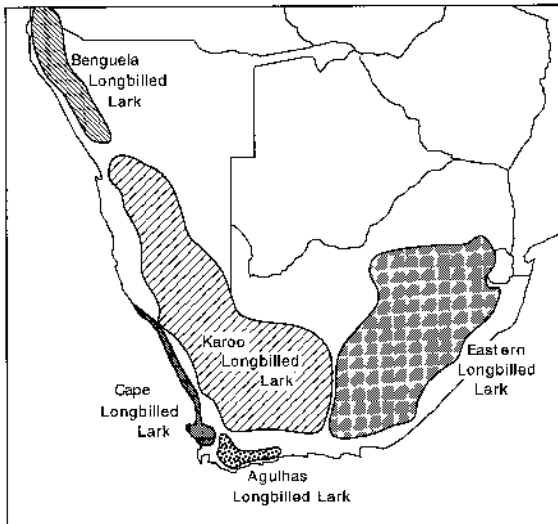 Benguela
Longbilled
Lark
Karoo
Longbilled
Lark
Eastern
Longbilled
Lark
Cape
Longbilled
Lark
Agulhas
Longbilled Lark